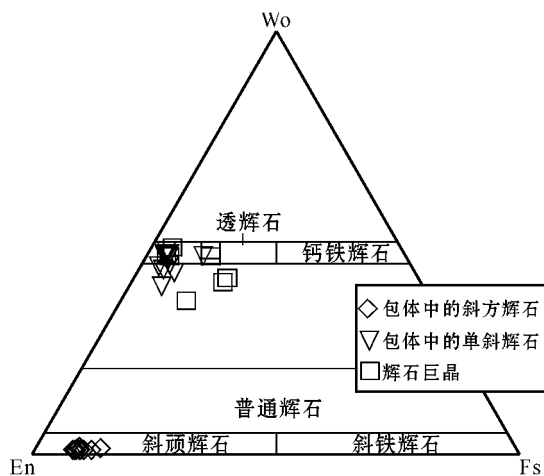 Wo
透辉石
钙铁辉石
包体中的斜方辉石
包体中的单斜辉石
辉石巨晶
普通辉石
斜顽辉石
斜铁辉石
En
Fs